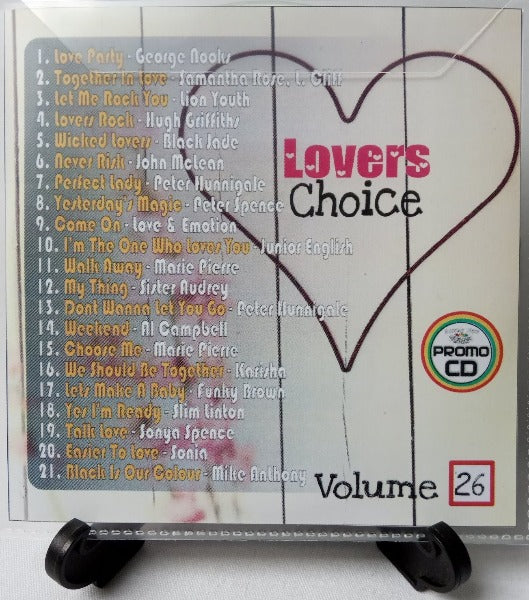 1. Love Party - George Nooks
2. Together In Love - Samantha Rose, L. Cliff
3. Let Me Rock You - Lion Youth
4. Lovers Rock - Hugh Griffiths
5. Wicked Lovers - Black Jade
6. Never Risk - John McLean
7. Perfect Lady - Peter Hunnigale
8. Yesterday's Magic - Peter Spence
9. Come On - Love & Emotion
10. I'm The One Who Loves You - Junior English
11. Walk Away - Marie Pierre
12. My Thing - Sister Audrey
13. Dont Wanna Let You Go - Peter Hunnigale
14. Weekend - Al Campbell
15. Choose Me - Marie Pierre
16. We Should Be Together - Karisha
17. Lets Make A Baby - Funky Brown
18. Yes I'm Ready - Slim Linton
19. Talk Love - Sonya Spence
20. Easier To Love - Sonia
21. Black Is Our Colour - Mike Anthony
Lovers
Choice
PROMO
CD
Volume 26